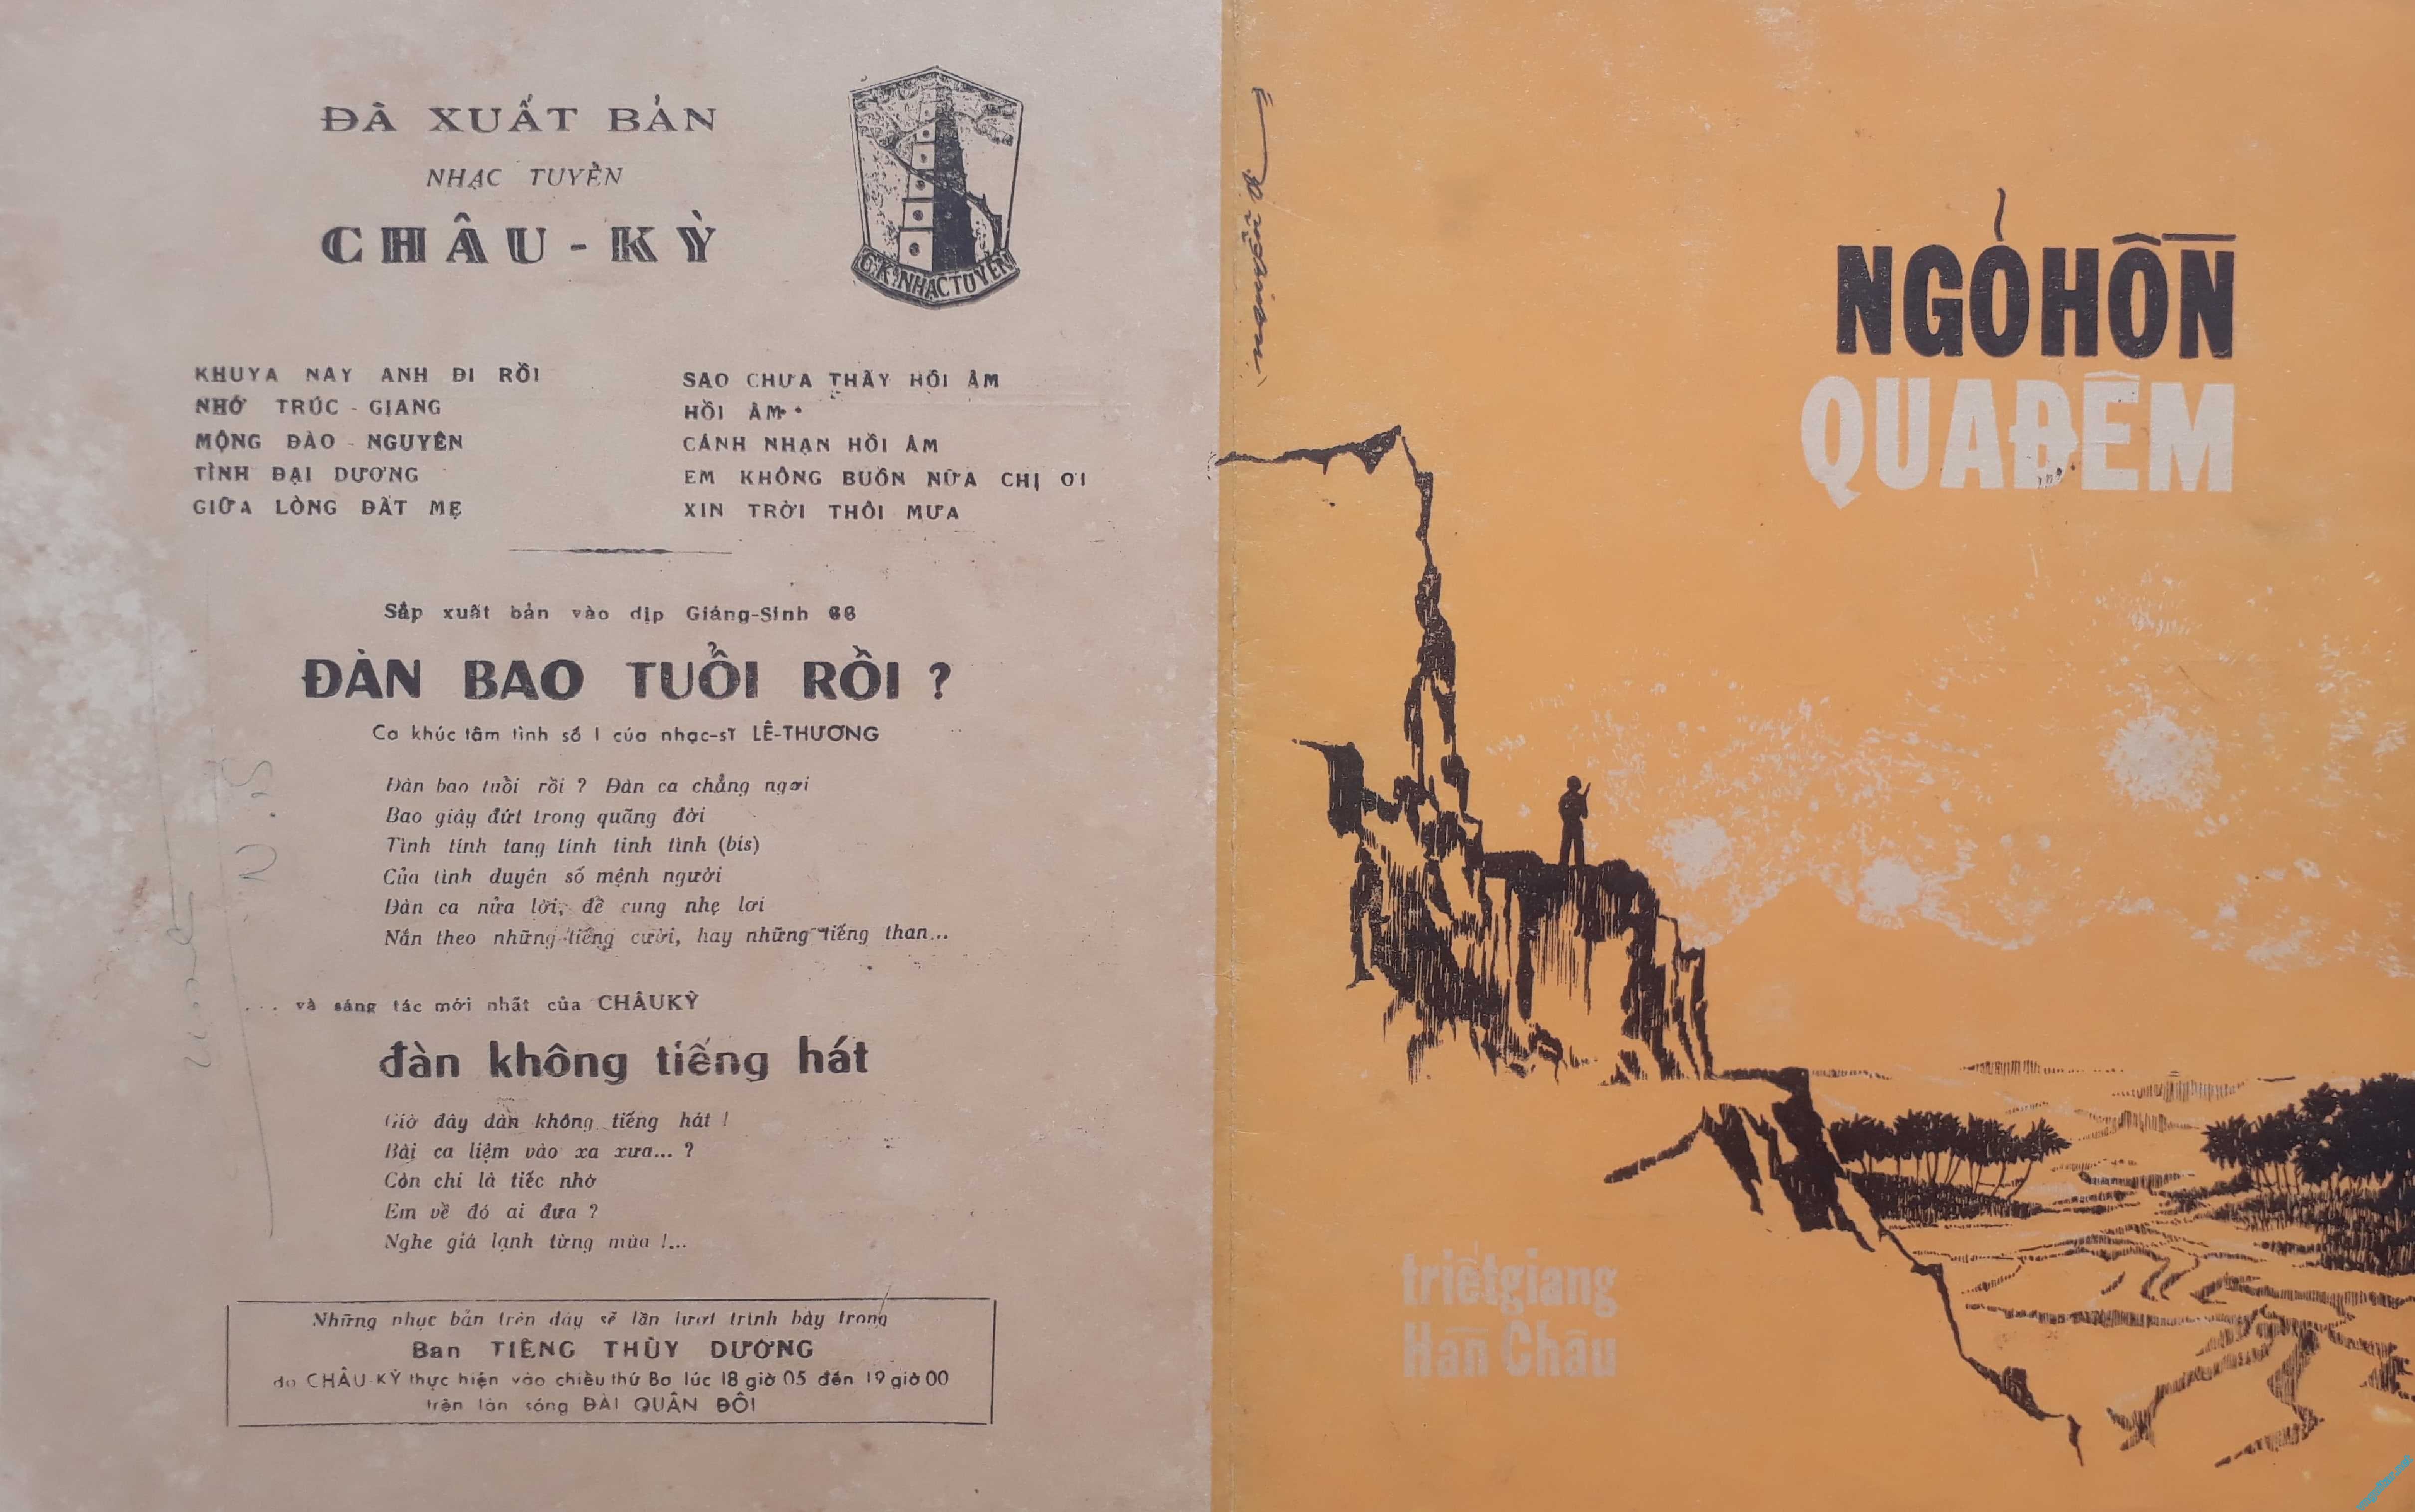 ĐÃ XUẤT BẢN
NHẠC TUYỂN
CHÂU-KỲ
C.K. NHẠC TUYỂN
KHUYA NAY ANH ĐI RỒI
NHỚ TRÚC - GIANG
MỘNG ĐÀO - NGUYÊN
TÌNH ĐẠI DƯƠNG
GIỮA LÒNG ĐẤT MẸ
SAO CHƯA THẤY HỒI ÂM
HỒI ÂM
CÁNH NHẠN HỒI ÂM
EM KHÔNG BUỒN NỮA CHỊ ƠI
XIN TRỜI THÔI MƯA
Sắp xuất bản vào dịp Giáng-Sinh 66
ĐÀN BAO TUỔI RỒI ?
Ca khúc tâm tình số 1 của nhạc-sĩ LÊ-THƯƠNG
Đàn bao tuổi rồi ? Đàn ca chẳng ngơi
Bao giây đứt trong quãng đời
Tình tính tang tính tinh tình (bis)
Của tình duyên số mệnh người
Đàn ca nửa lời, để cung nhẹ lơi
Nắn theo những tiếng cười, hay những tiếng than...
... và sáng tác mới nhất của CHÂU KỲ
đàn không tiếng hát
Giờ đây đàn không tiếng hát !
Bài ca liệm vào xa xưa... ?
Còn chi là tiếc nhớ
Em về đó ai đưa ?
Nghe giá lạnh từng mùa !...
Những nhạc bản trên đây sẽ lần lượt trình bày trong
Ban TIẾNG THÙY DƯƠNG
do CHÂU-KỲ thực hiện vào chiều thứ Ba lúc 18 giờ 05 đến 19 giờ 00
trên làn sóng ĐÀI QUÂN ĐỘI
NGÓ HỒN
QUA ĐÊM
triết giang
Hàn Châu